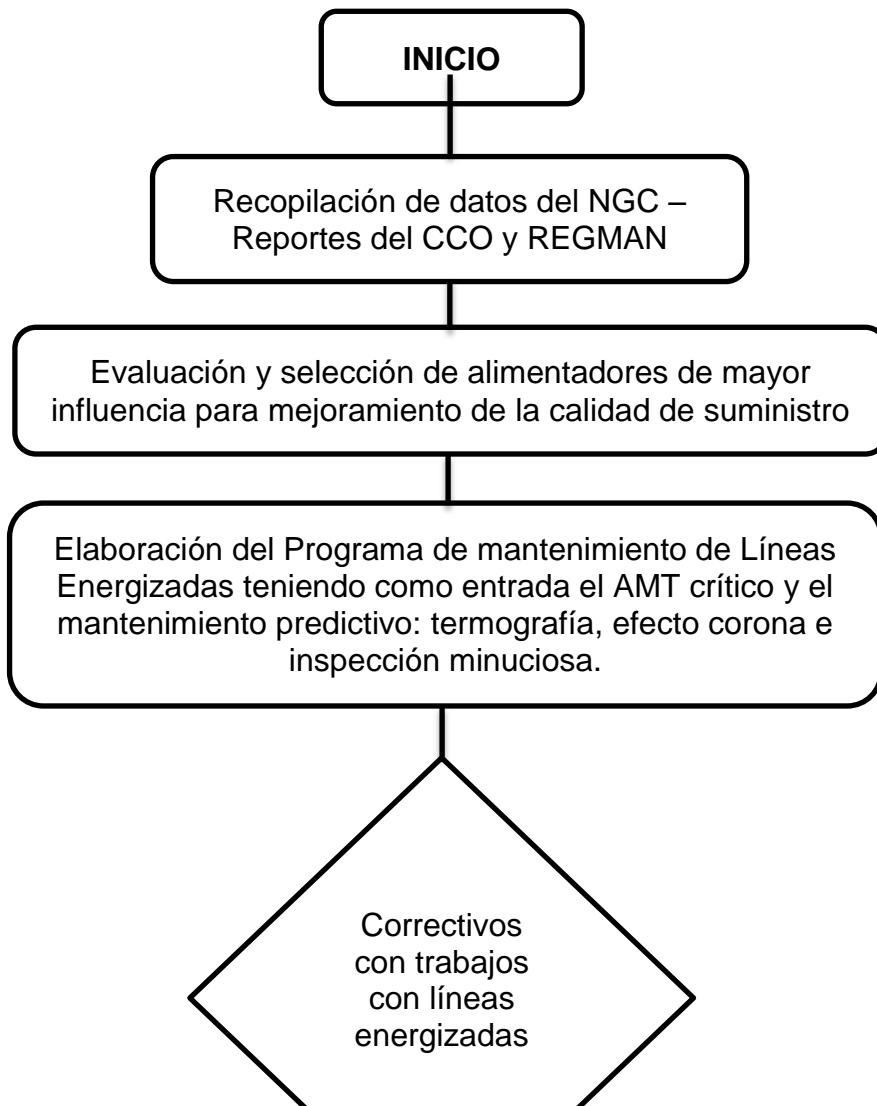 INICIO
Recopilación de datos del NGC –
Reportes del CCO y REGMAN
Evaluación y selección de alimentadores de mayor
influencia para mejoramiento de la calidad de suministro
Elaboración del Programa de mantenimiento de Líneas
Energizadas teniendo como entrada el AMT crítico y el
mantenimiento predictivo: termografía, efecto corona e
inspección minuciosa.
Correctivos
con trabajos
con líneas
energizadas